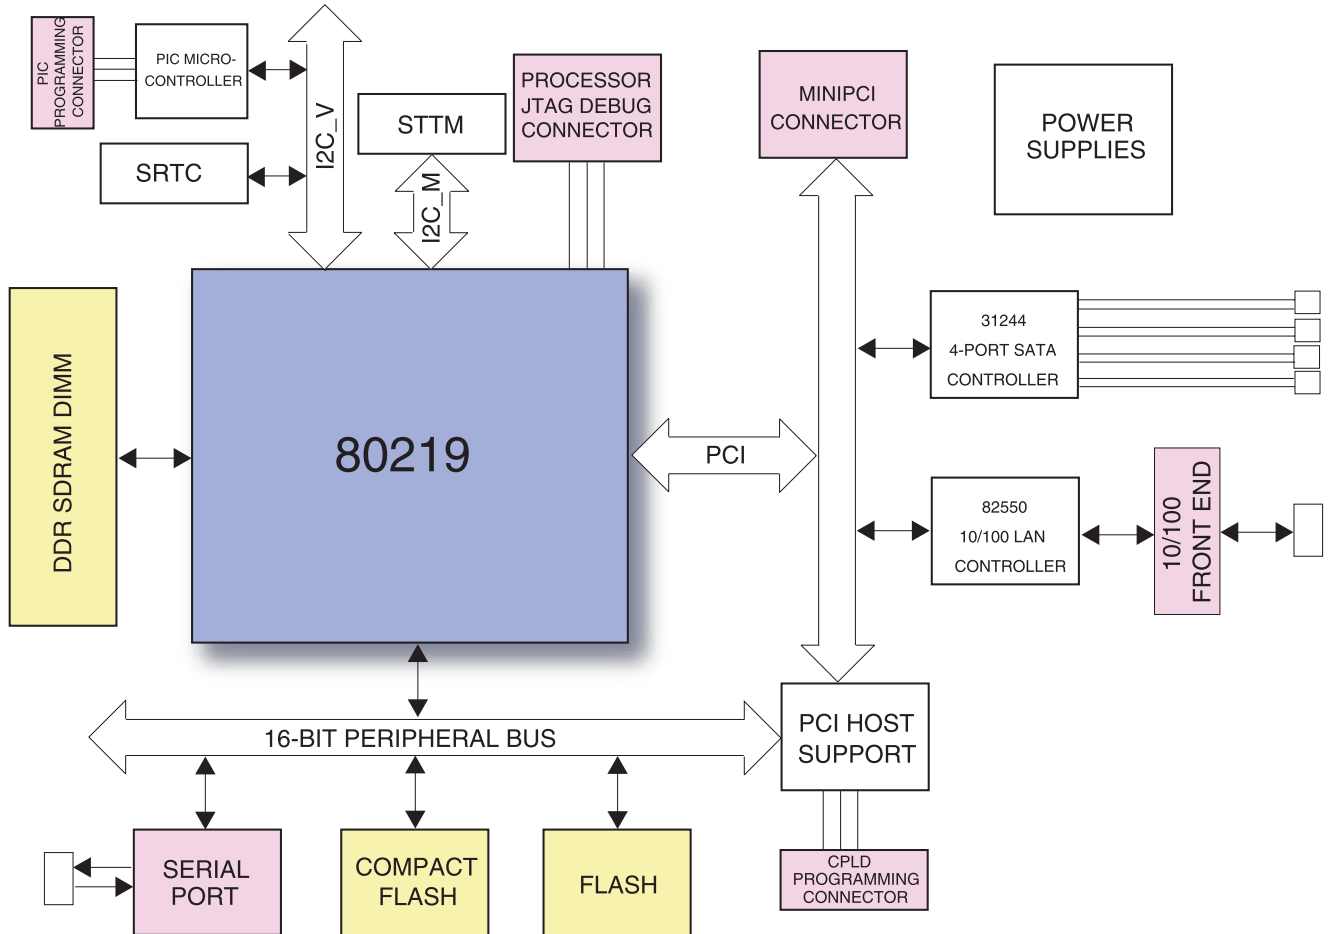 PIC
PROGRAMMING
CONNECTOR
PIC MICRO-
CONTROLLER
SRTC
I2C_V
STTM
I2C_M
PROCESSOR
JTAG DEBUG
CONNECTOR
MINIPCI
CONNECTOR
POWER
SUPPLIES
DDR SDRAM DIMM
80219
PCI
31244
4-PORT SATA
CONTROLLER
82550
10/100 LAN
CONTROLLER
10/100
FRONT END
16-BIT PERIPHERAL BUS
PCI HOST
SUPPORT
SERIAL
PORT
COMPACT
FLASH
FLASH
CPLD
PROGRAMMING
CONNECTOR